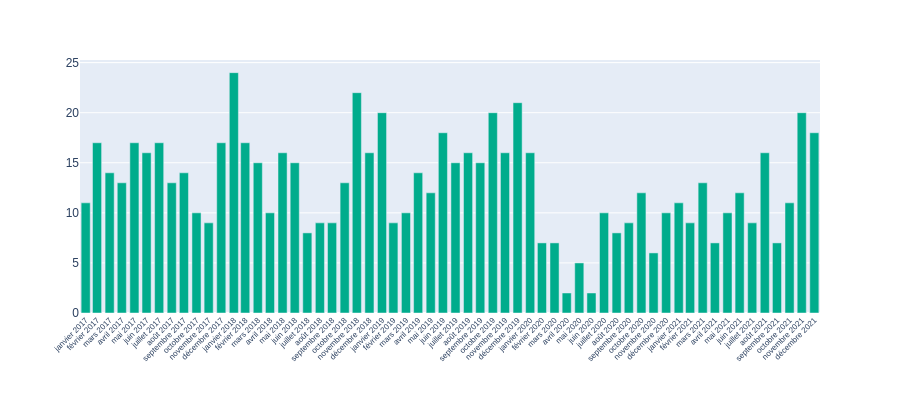 25
20
15
10
5
0
janvier 2017
février 2017
mars 2017
avril 2017
mai 2017
juin 2017
juillet 2017
août 2017
septembre 2017
octobre 2017
novembre 2017
décembre 2017
janvier 2018
février 2018
mars 2018
avril 2018
mai 2018
juin 2018
juillet 2018
août 2018
septembre 2018
octobre 2018
novembre 2018
décembre 2018
janvier 2019
février 2019
mars 2019
avril 2019
mai 2019
juin 2019
juillet 2019
août 2019
septembre 2019
octobre 2019
novembre 2019
décembre 2019
janvier 2020
février 2020
mars 2020
avril 2020
mai 2020
juin 2020
juillet 2020
août 2020
septembre 2020
octobre 2020
novembre 2020
décembre 2020
janvier 2021
février 2021
mars 2021
avril 2021
mai 2021
juin 2021
juillet 2021
août 2021
septembre 2021
octobre 2021
novembre 2021
décembre 2021